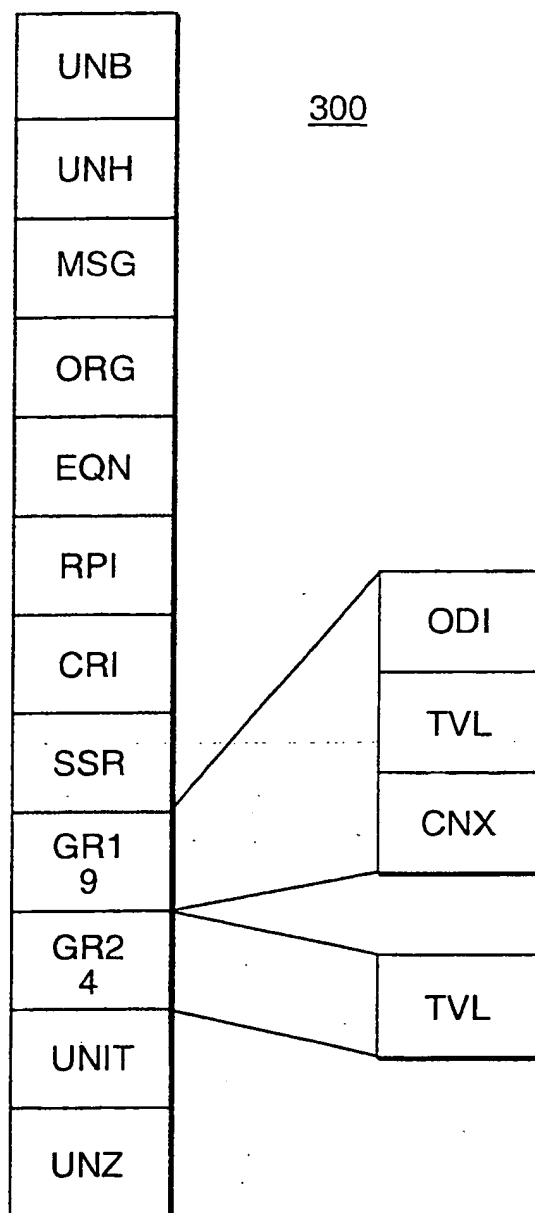 UNB
300
UNH
MSG
ORG
EQN
RPI
CRI
SSR
GR1
9
GR2
4
UNIT
UNZ
ODI
TVL
CNX
TVL